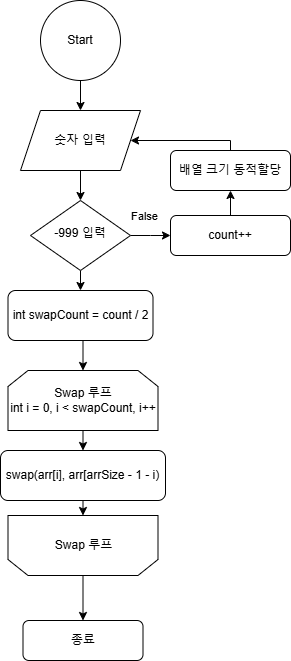 Start
숫자 입력
배열 크기 동적할당
-999 입력
False
count++
int swapCount = count / 2
Swap 루프
int i = 0, i < swapCount, i++
swap(arr[i], arr[arrSize - 1 - i)
Swap 루프
종료